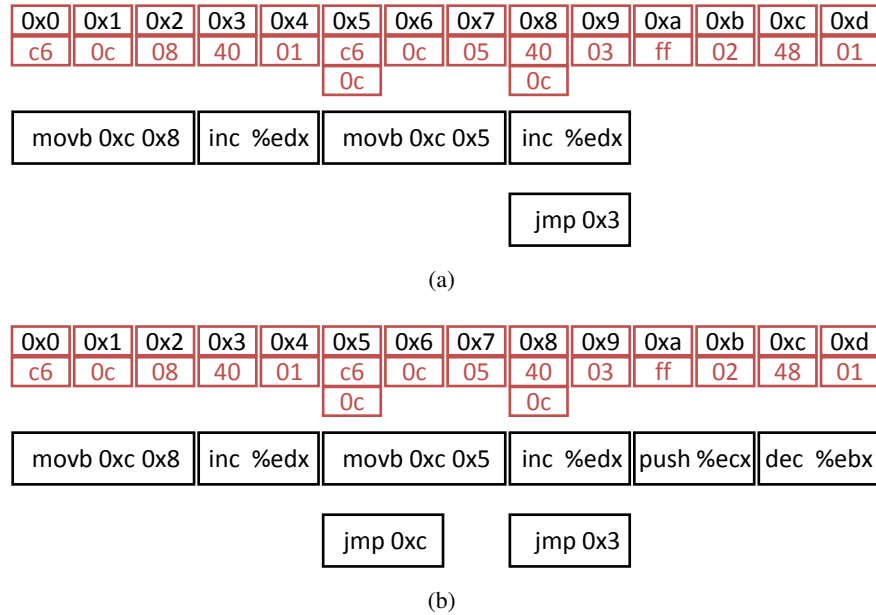 0x0 0x1 0x2 0x3 0x4 0x5 0x6 0x7 0x8 0x9 0xa 0xb 0xc 0xd
c6 0c 08 40 01 c6 0c 05 40 03 ff 02 48 01
0c 0c
movb 0xc 0x8 inc %edx movb 0xc 0x5 inc %edx
jmp 0x3
(a)
0x0 0x1 0x2 0x3 0x4 0x5 0x6 0x7 0x8 0x9 0xa 0xb 0xc 0xd
c6 0c 08 40 01 c6 0c 05 40 03 ff 02 48 01
0c 0c
movb 0xc 0x8 inc %edx movb 0xc 0x5 inc %edx push %ecx dec %ebx
jmp 0xc jmp 0x3
(b)